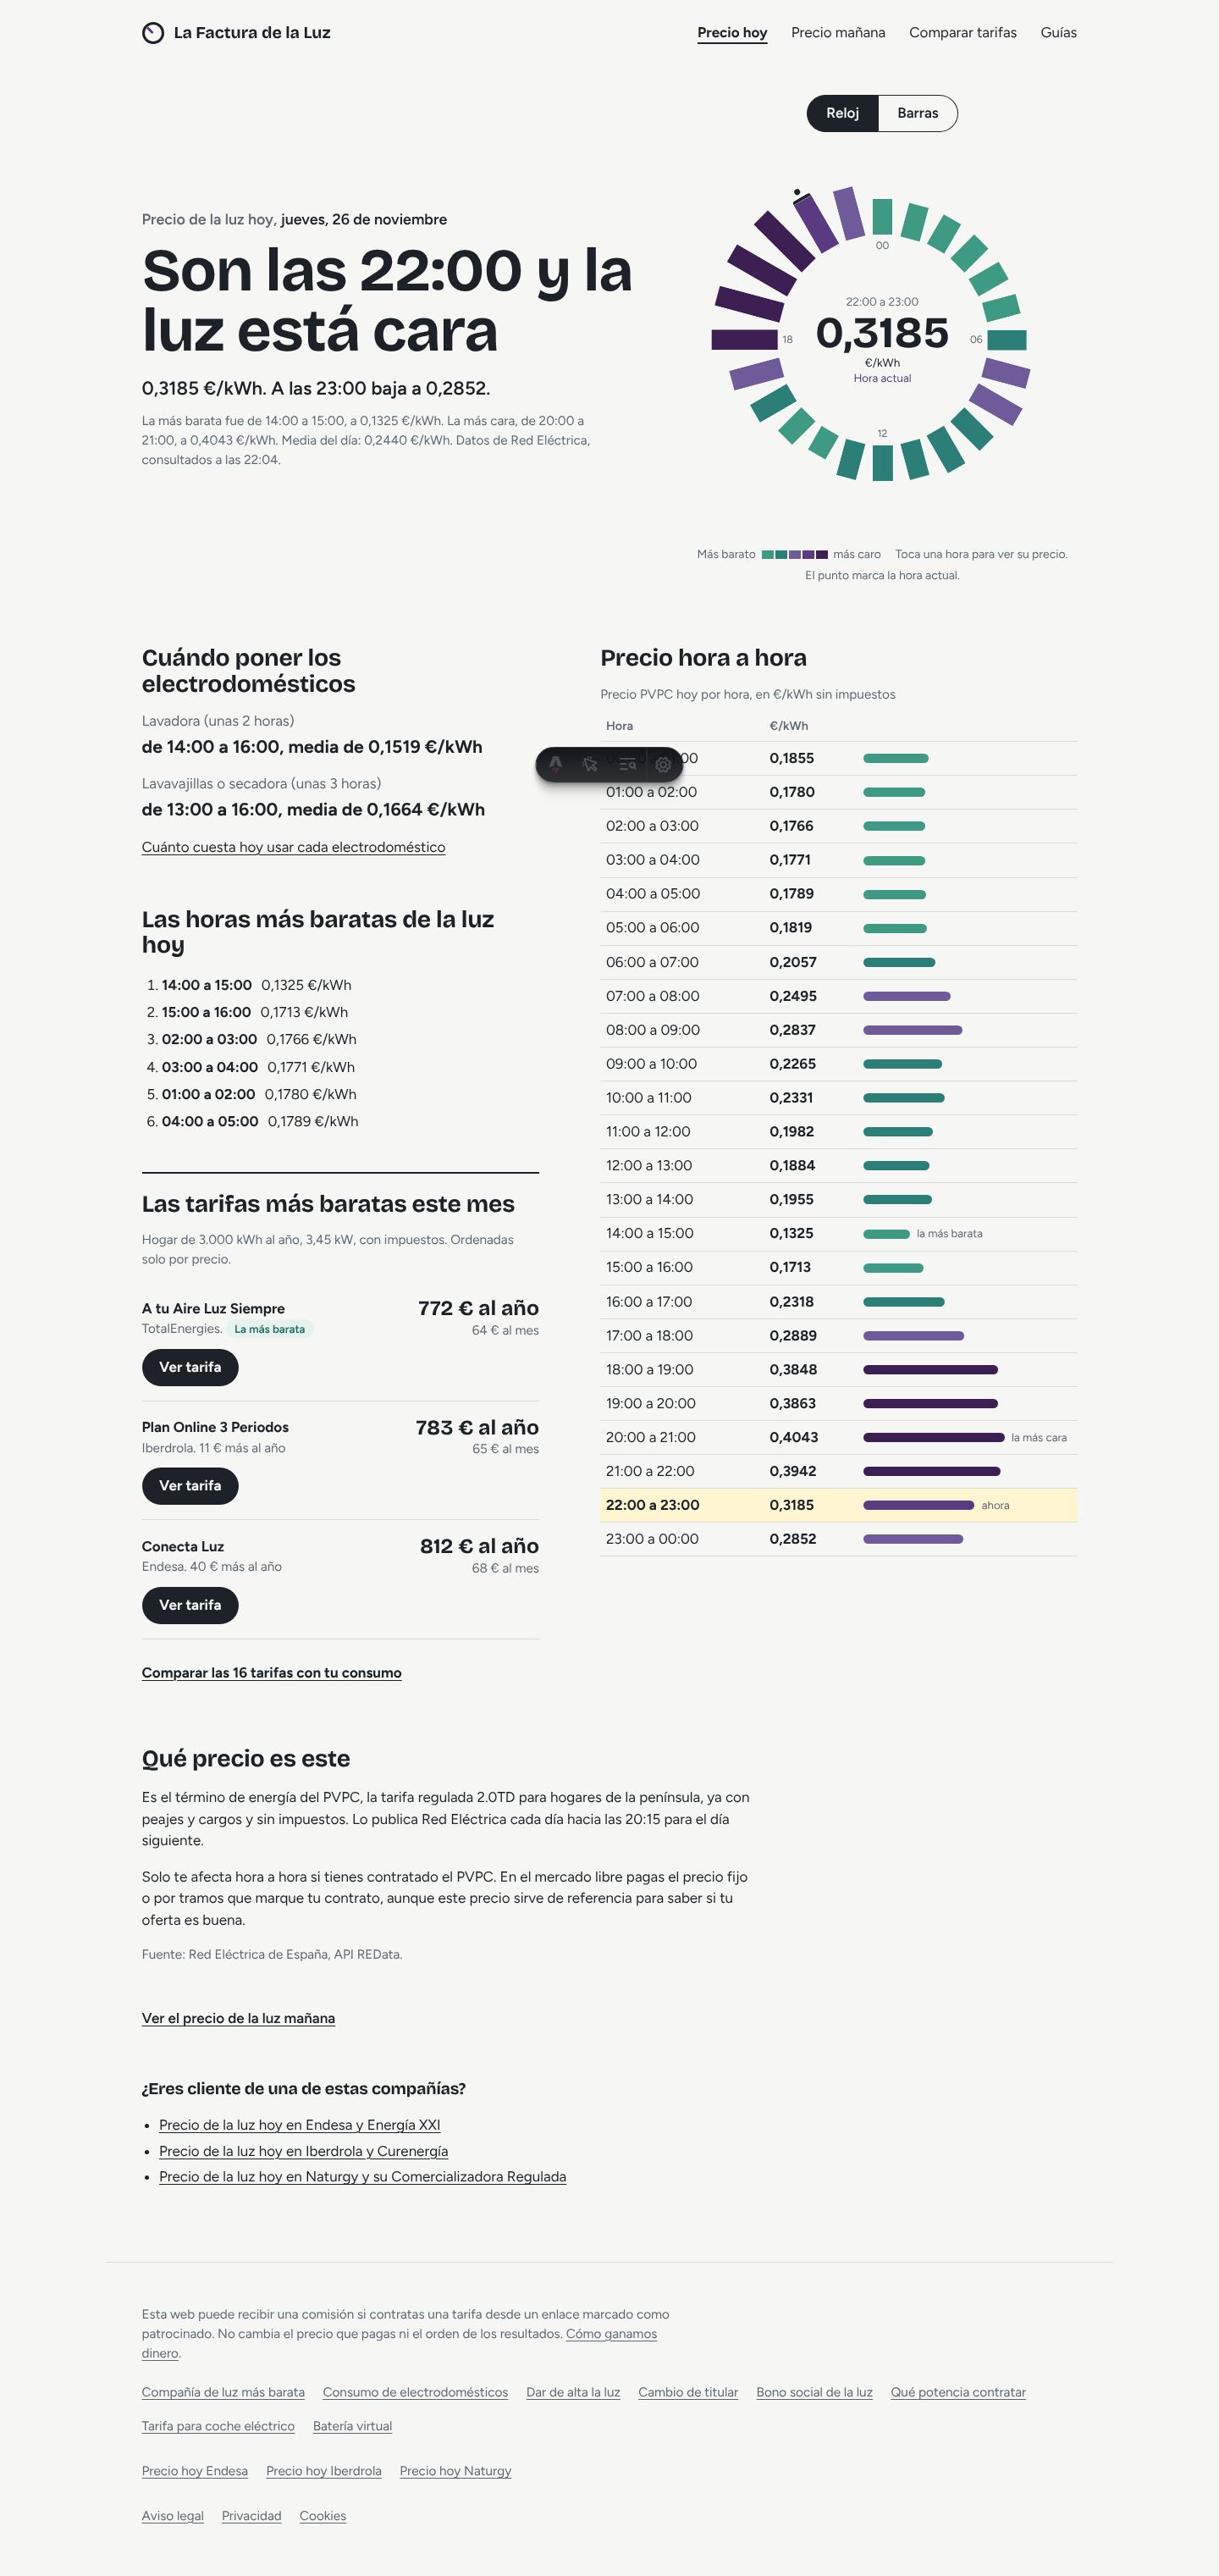 La Factura de la Luz
Precio hoy
Precio mañana
Comparar tarifas
Guías
Reloj
Barras
Precio de la luz hoy, jueves, 26 de noviembre
Son las 22:00 y la
luz está cara
0,3185 €/kWh. A las 23:00 baja a 0,2852.
La más barata fue de 14:00 a 15:00, a 0,1325 €/kWh. La más cara, de 20:00 a
21:00, a 0,4043 €/kWh. Media del día: 0,2440 €/kWh. Datos de Red Eléctrica,
consultados a las 22:04.
00
22:00 a 23:00
18
0,3185
06
€/kWh
Hora actual
12
Más barato
más caro
Toca una hora para ver su precio.
El punto marca la hora actual.
Cuándo poner los
electrodomésticos
Lavadora (unas 2 horas)
de 14:00 a 16:00, media de 0,1519 €/kWh
Lavavajillas o secadora (unas 3 horas)
de 13:00 a 16:00, media de 0,1664 €/kWh
Cuánto cuesta hoy usar cada electrodoméstico
Las horas más baratas de la luz
hoy
1. 14:00 a 15:00 0,1325 €/kWh
2. 15:00 a 16:00 0,1713 €/kWh
3. 02:00 a 03:00 0,1766 €/kWh
4. 03:00 a 04:00 0,1771 €/kWh
5. 01:00 a 02:00 0,1780 €/kWh
6. 04:00 a 05:00 0,1789 €/kWh
Las tarifas más baratas este mes
Hogar de 3.000 kWh al año, 3,45 kW, con impuestos. Ordenadas
solo por precio.
A tu Aire Luz Siempre 772 € al año
TotalEnergies. La más barata 64 € al mes
Ver tarifa
Plan Online 3 Periodos 783 € al año
Iberdrola. 11 € más al año 65 € al mes
Ver tarifa
Conecta Luz 812 € al año
Endesa. 40 € más al año 68 € al mes
Ver tarifa
Comparar las 16 tarifas con tu consumo
Precio hora a hora
Precio PVPC hoy por hora, en €/kWh sin impuestos
Hora €/kWh
0,1855
01:00 a 02:00 0,1780
02:00 a 03:00 0,1766
03:00 a 04:00 0,1771
04:00 a 05:00 0,1789
05:00 a 06:00 0,1819
06:00 a 07:00 0,2057
07:00 a 08:00 0,2495
08:00 a 09:00 0,2837
09:00 a 10:00 0,2265
10:00 a 11:00 0,2331
11:00 a 12:00 0,1982
12:00 a 13:00 0,1884
13:00 a 14:00 0,1955
14:00 a 15:00 0,1325 la más barata
15:00 a 16:00 0,1713
16:00 a 17:00 0,2318
17:00 a 18:00 0,2889
18:00 a 19:00 0,3848
19:00 a 20:00 0,3863
20:00 a 21:00 0,4043 la más cara
21:00 a 22:00 0,3942
22:00 a 23:00 0,3185 ahora
23:00 a 00:00 0,2852
Qué precio es este
Es el término de energía del PVPC, la tarifa regulada 2.0TD para hogares de la península, ya con
peajes y cargos y sin impuestos. Lo publica Red Eléctrica cada día hacia las 20:15 para el día
siguiente.
Solo te afecta hora a hora si tienes contratado el PVPC. En el mercado libre pagas el precio fijo
o por tramos que marque tu contrato, aunque este precio sirve de referencia para saber si tu
oferta es buena.
Fuente: Red Eléctrica de España, API REData.
Ver el precio de la luz mañana
¿Eres cliente de una de estas compañías?
• Precio de la luz hoy en Endesa y Energía XXI
• Precio de la luz hoy en Iberdrola y Curenergía
• Precio de la luz hoy en Naturgy y su Comercializadora Regulada
Esta web puede recibir una comisión si contratas una tarifa desde un enlace marcado como
patrocinado. No cambia el precio que pagas ni el orden de los resultados. Cómo ganamos
dinero.
Compañía de luz más barata Consumo de electrodomésticos Dar de alta la luz Cambio de titular Bono social de la luz Qué potencia contratar
Tarifa para coche eléctrico Batería virtual
Precio hoy Endesa Precio hoy Iberdrola Precio hoy Naturgy
Aviso legal Privacidad Cookies